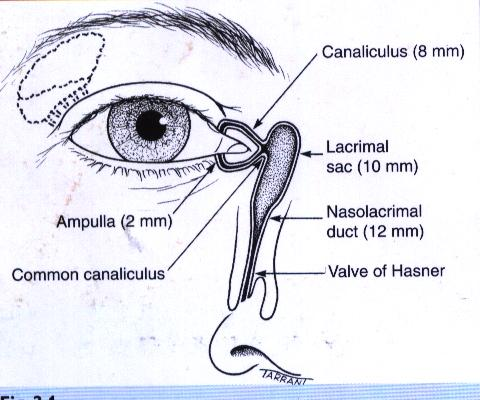 Canaliculus (8 mm)
Lacrimal
sac (10 mm)
Ampulla (2 mm)
Nasolacrimal
duct (12 mm)
Common canaliculus
Valve of Hasner
TARRANT